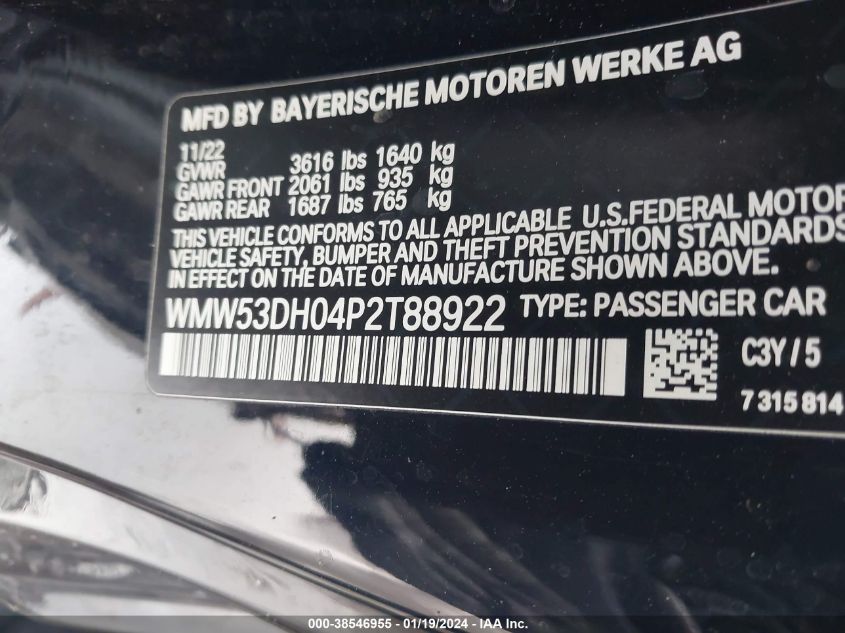 MFD BY BAYERISCHE MOTOREN WERKE AG
11/22
GVWR 3616 lbs 1640 kg
GAWR FRONT 2061 lbs 935 kg
GAWR REAR 1687 lbs 765 kg
THIS VEHICLE CONFORMS TO ALL APPLICABLE U.S.FEDERAL MOTOR
VEHICLE SAFETY, BUMPER AND THEFT PREVENTION STANDARDS
IN EFFECT ON THE DATE OF MANUFACTURE SHOWN ABOVE.
WMW53DH04P2T88922 TYPE: PASSENGER CAR
C3Y / 5
7 315 814
000-38546955 - 01/19/2024 - © IAA, Inc.